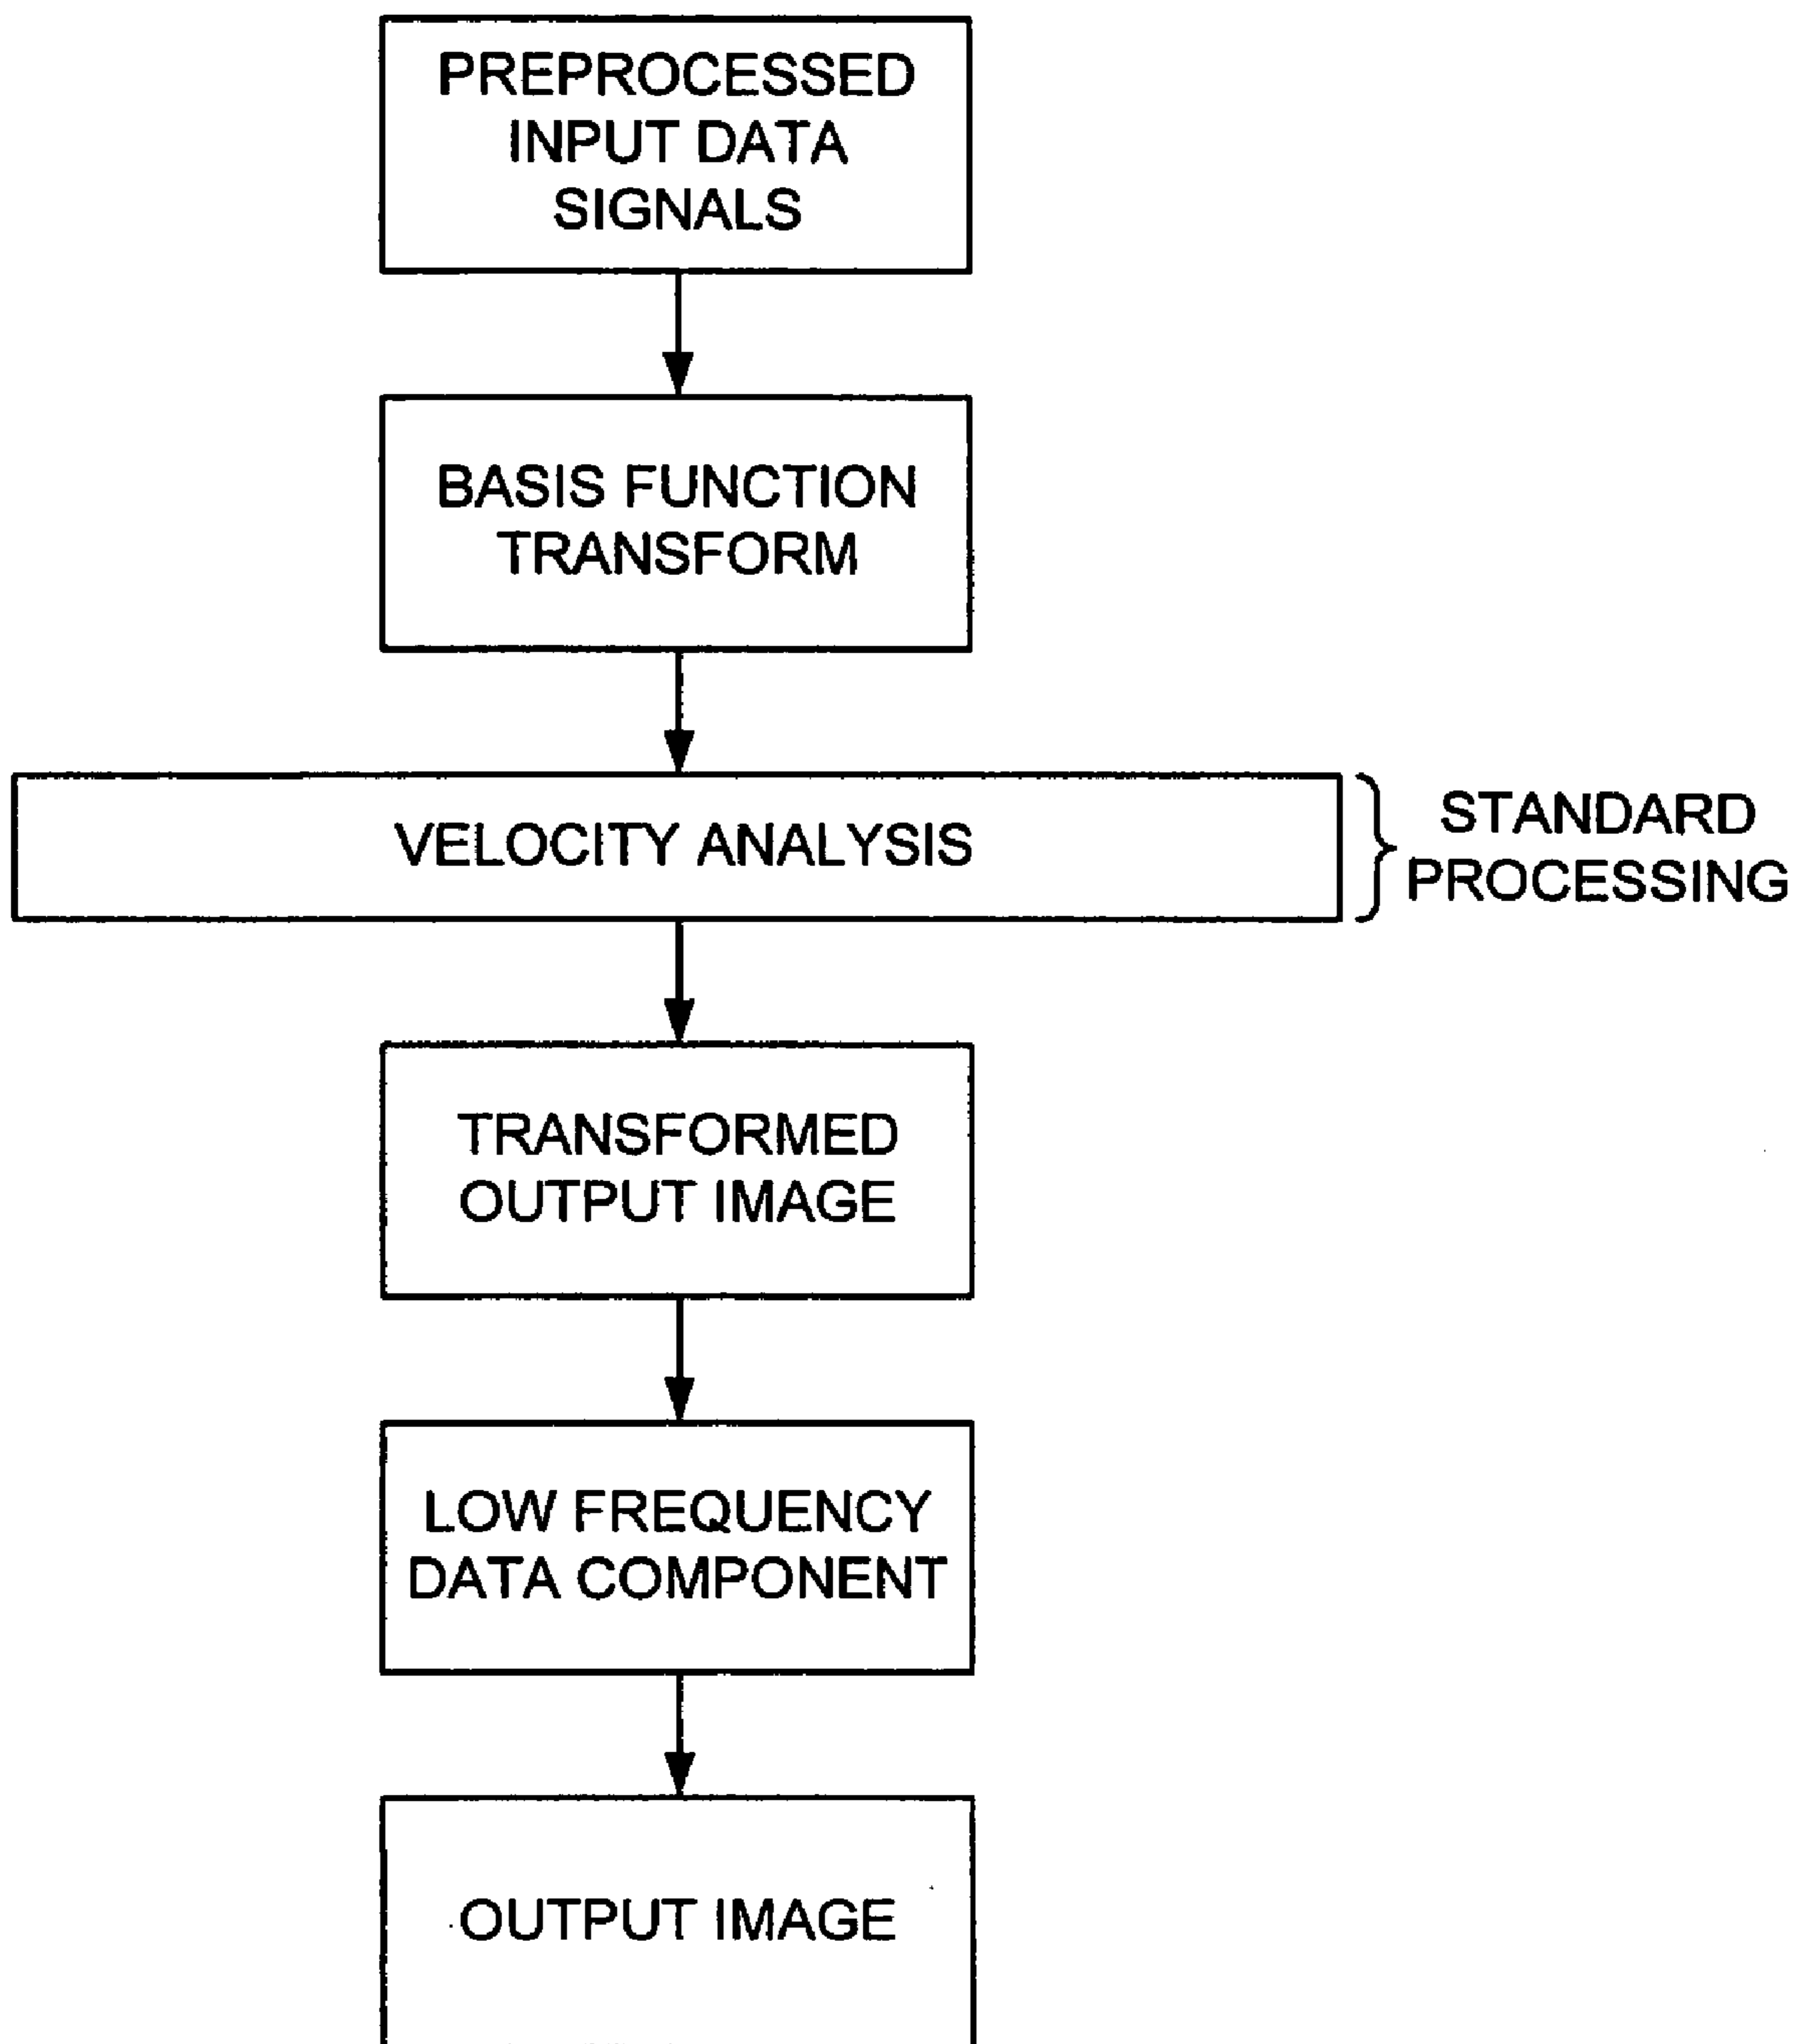 PREPROCESSED
INPUT DATA
SIGNALS
BASIS FUNCTION
TRANSFORM
VELOCITY ANALYSIS
STANDARD
PROCESSING
TRANSFORMED
OUTPUT IMAGE
LOW FREQUENCY
DATA COMPONENT
OUTPUT IMAGE